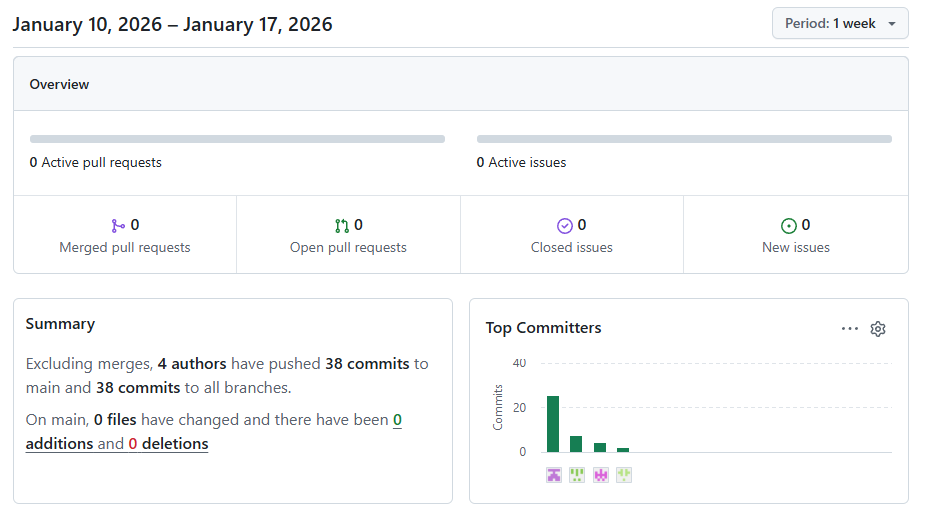 January 10, 2026 – January 17, 2026
Period: 1 week
Overview
0 Active pull requests
0 Active issues
0
Merged pull requests
0
Open pull requests
0
Closed issues
0
New issues
Summary
Excluding merges, 4 authors have pushed 38 commits to
main and 38 commits to all branches.
On main, 0 files have changed and there have been 0
additions and 0 deletions
Top Committers
Commits
40
20
0